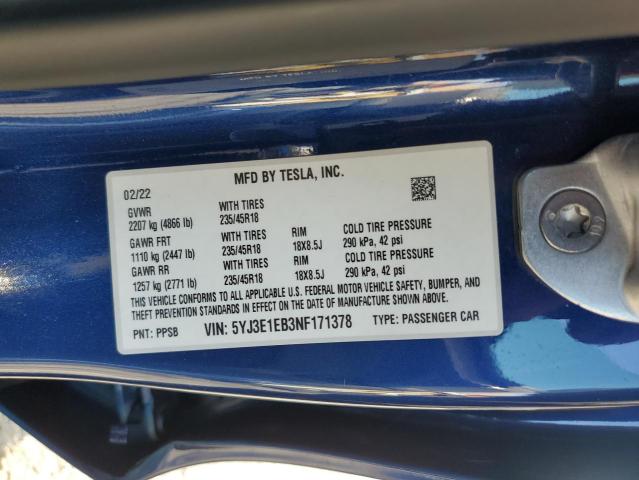 MFD BY TESLA, INC.
02/22
GVWR WITH TIRES
2207 kg (4866 lb) 235/45R18
GAWR FRT WITH TIRES RIM COLD TIRE PRESSURE
1110 kg (2447 lb) 235/45R18 18X8.5J 290 kPa, 42 psi
GAWR RR WITH TIRES RIM COLD TIRE PRESSURE
1257 kg (2771 lb) 235/45R18 18X8.5J 290 kPa, 42 psi
THIS VEHICLE CONFORMS TO ALL APPLICABLE U.S. FEDERAL MOTOR VEHICLE SAFETY, BUMPER, AND
THEFT PREVENTION STANDARDS IN EFFECT ON THE DATE OF MANUFACTURE SHOWN ABOVE.
PNT: PPSB VIN: 5YJ3E1EB3NF171378 TYPE: PASSENGER CAR